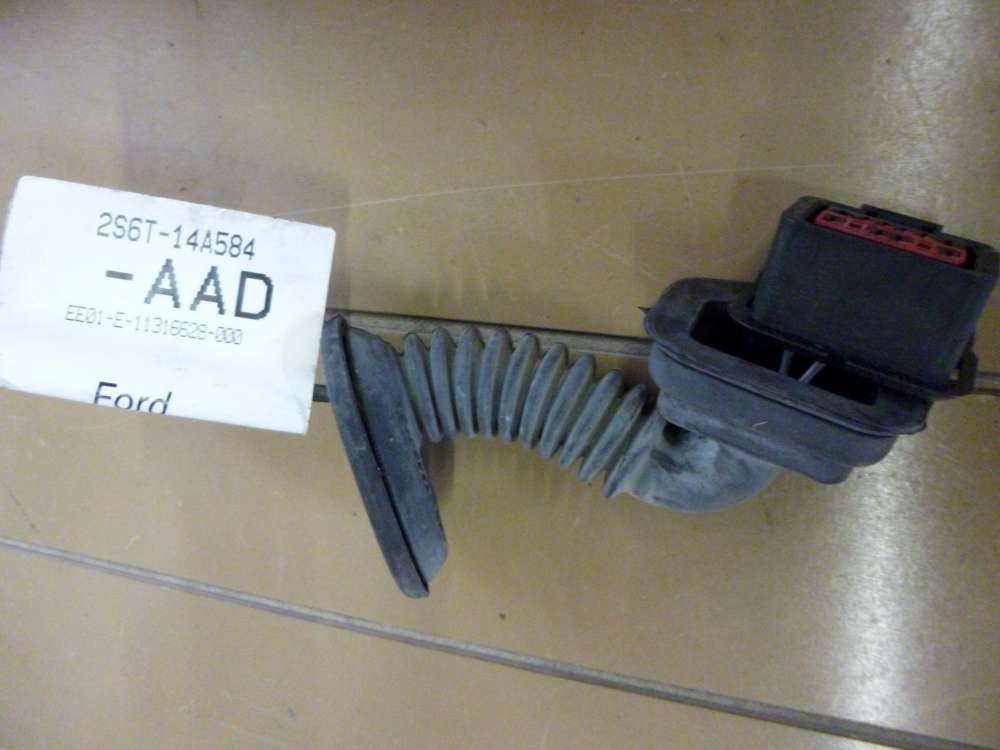 2S6T-14A584
-AAD
EE01-E-11316628-000
Ford